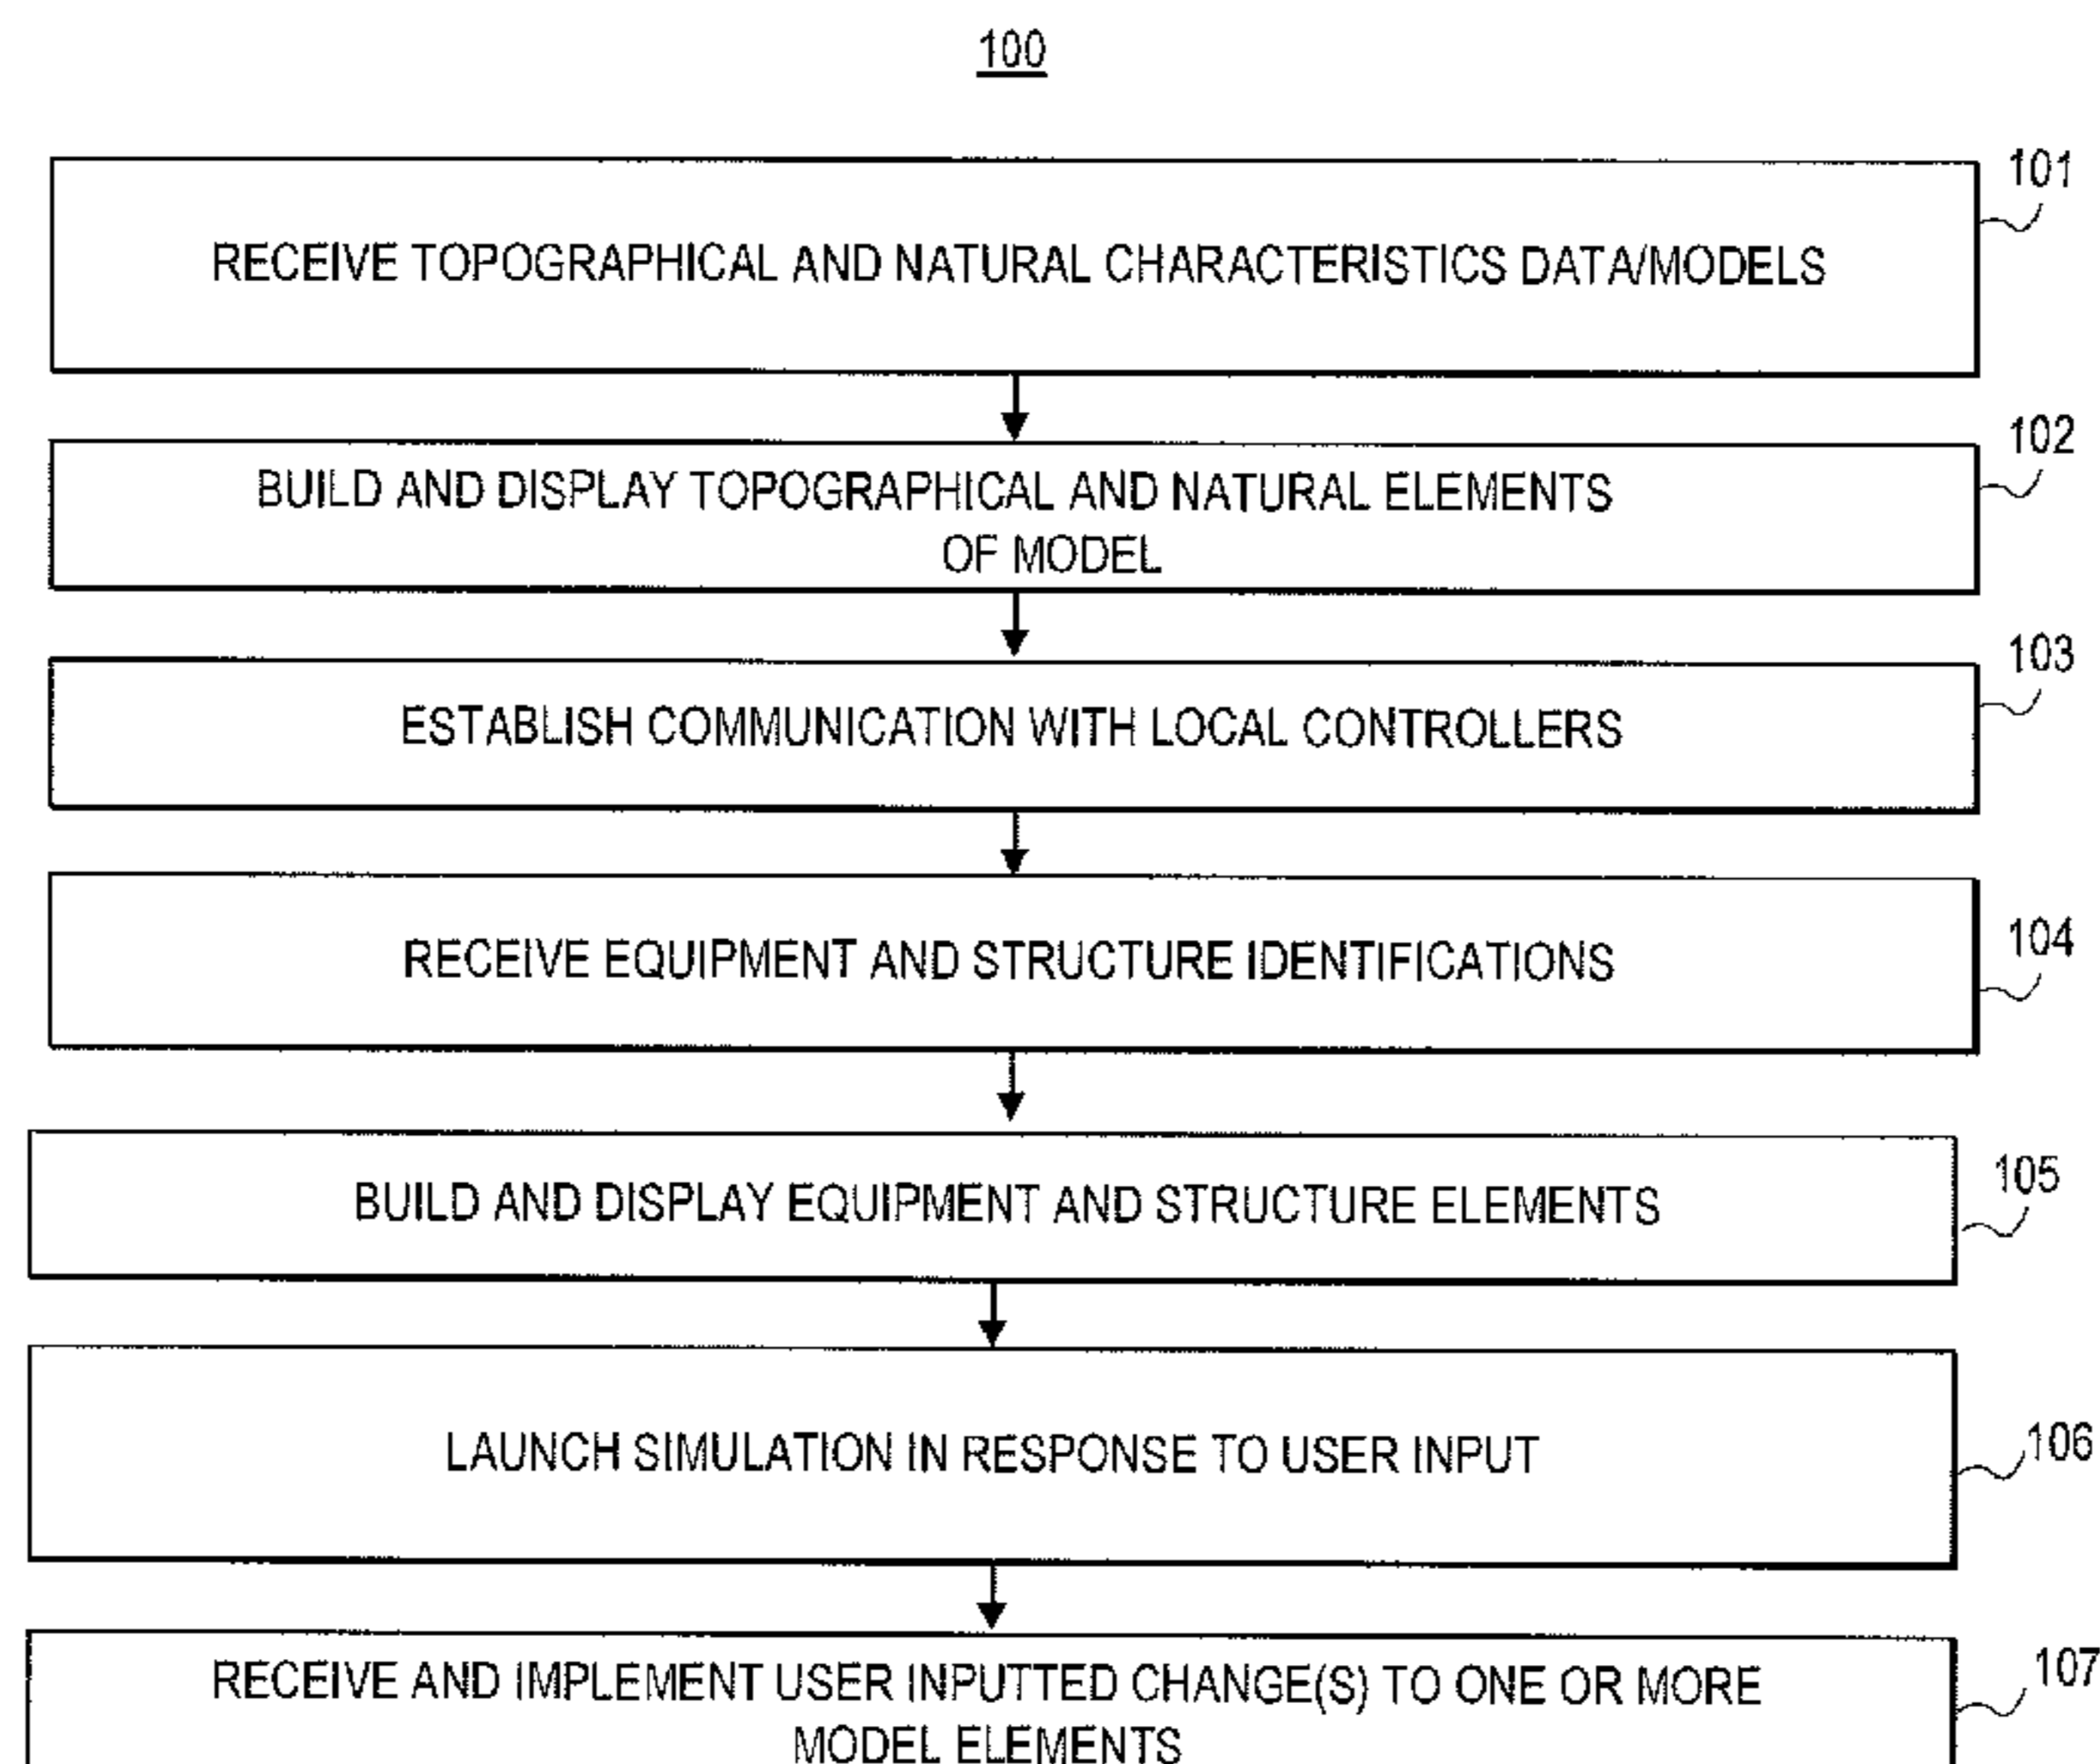 100
101
RECEIVE TOPOGRAPHICAL AND NATURAL CHARACTERISTICS DATA/MODELS
102
BUILD AND DISPLAY TOPOGRAPHICAL AND NATURAL ELEMENTS
OF MODEL
103
ESTABLISH COMMUNICATION WITH LOCAL CONTROLLERS
104
RECEIVE EQUIPMENT AND STRUCTURE IDENTIFICATIONS
105
BUILD AND DISPLAY EQUIPMENT AND STRUCTURE ELEMENTS
106
LAUNCH SIMULATION IN RESPONSE TO USER INPUT
107
RECEIVE AND IMPLEMENT USER INPUTTED CHANGE(S) TO ONE OR MORE
MODEL ELEMENTS